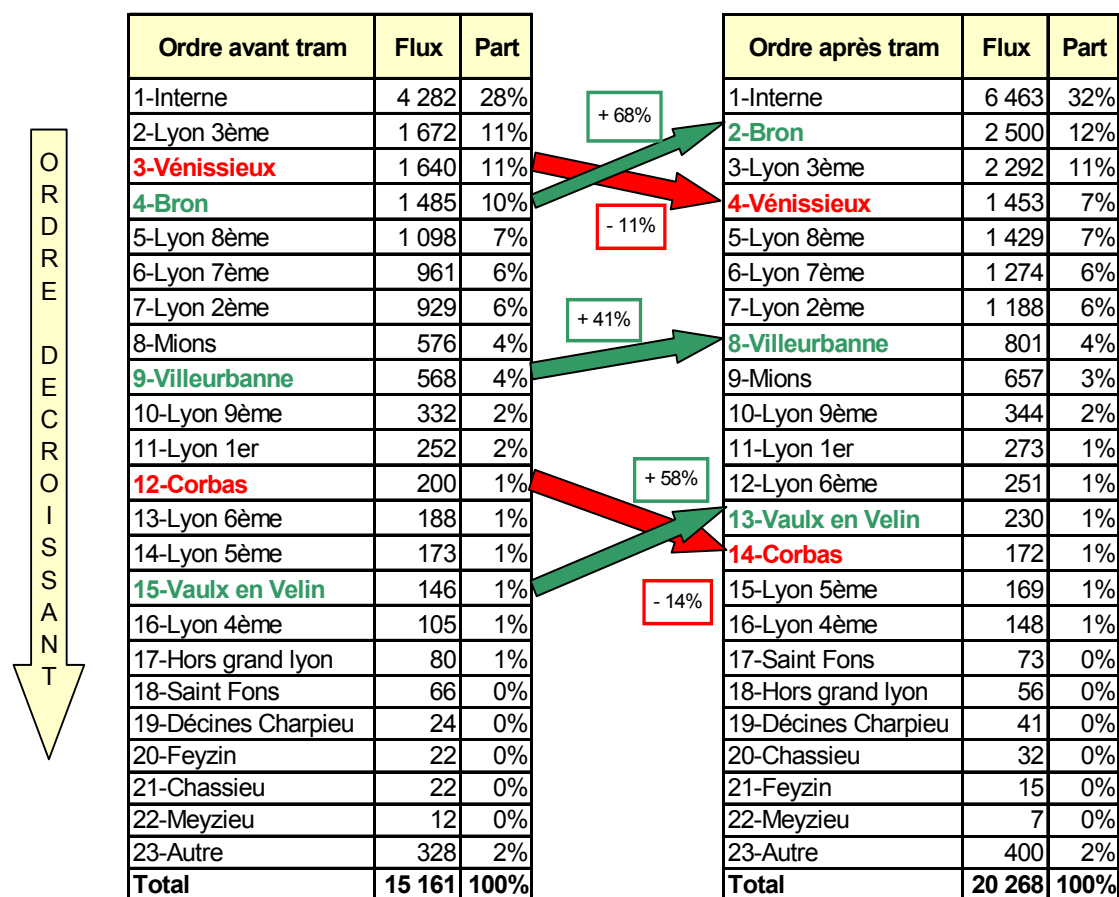 ORDRE DECROISSANT
Ordre avant tram Flux Part
1-Interne 4 282 28%
2-Lyon 3ème 1 672 11%
3-Vénissieux 1 640 11%
4-Bron 1 485 10%
5-Lyon 8ème 1 098 7%
6-Lyon 7ème 961 6%
7-Lyon 2ème 929 6%
8-Mions 576 4%
9-Villeurbanne 568 4%
10-Lyon 9ème 332 2%
11-Lyon 1er 252 2%
12-Corbas 200 1%
13-Lyon 6ème 188 1%
14-Lyon 5ème 173 1%
15-Vaulx en Velin 146 1%
16-Lyon 4ème 105 1%
17-Hors grand lyon 80 1%
18-Saint Fons 66 0%
19-Décines Charpieu 24 0%
20-Feyzin 22 0%
21-Chassieu 22 0%
22-Meyzieu 12 0%
23-Autre 328 2%
Total 15 161 100%
+ 68%
- 11%
+ 41%
+ 58%
- 14%
Ordre après tram Flux Part
1-Interne 6 463 32%
2-Bron 2 500 12%
3-Lyon 3ème 2 292 11%
4-Vénissieux 1 453 7%
5-Lyon 8ème 1 429 7%
6-Lyon 7ème 1 274 6%
7-Lyon 2ème 1 188 6%
8-Villeurbanne 801 4%
9-Mions 657 3%
10-Lyon 9ème 344 2%
11-Lyon 1er 273 1%
12-Lyon 6ème 251 1%
13-Vaulx en Velin 230 1%
14-Corbas 172 1%
15-Lyon 5ème 169 1%
16-Lyon 4ème 148 1%
17-Saint Fons 73 0%
18-Hors grand lyon 56 0%
19-Décines Charpieu 41 0%
20-Chassieu 32 0%
21-Feyzin 15 0%
22-Meyzieu 7 0%
23-Autre 400 2%
Total 20 268 100%